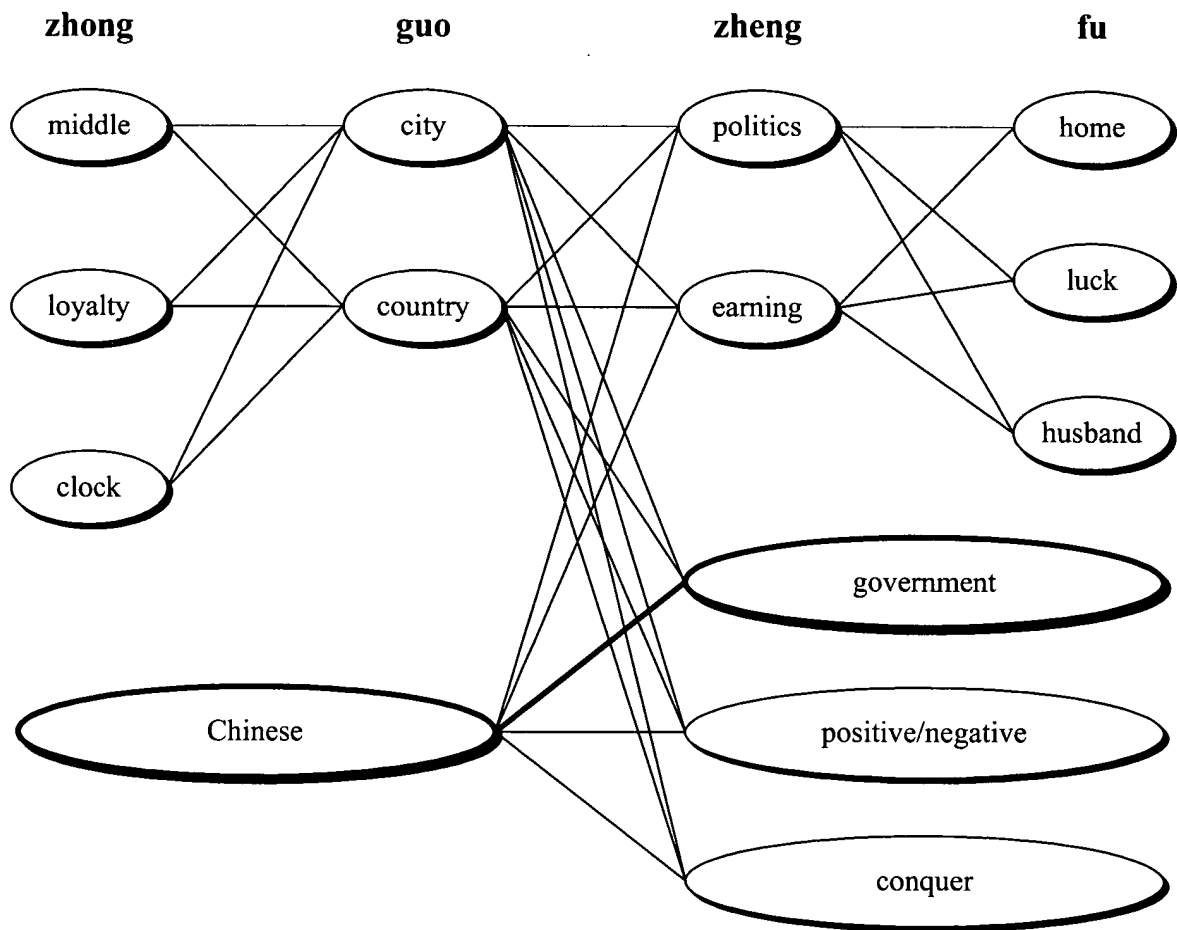 zhong guo zheng fu
middle city politics home
loyalty country earning luck
clock husband
government
Chinese positive/negative
conquer